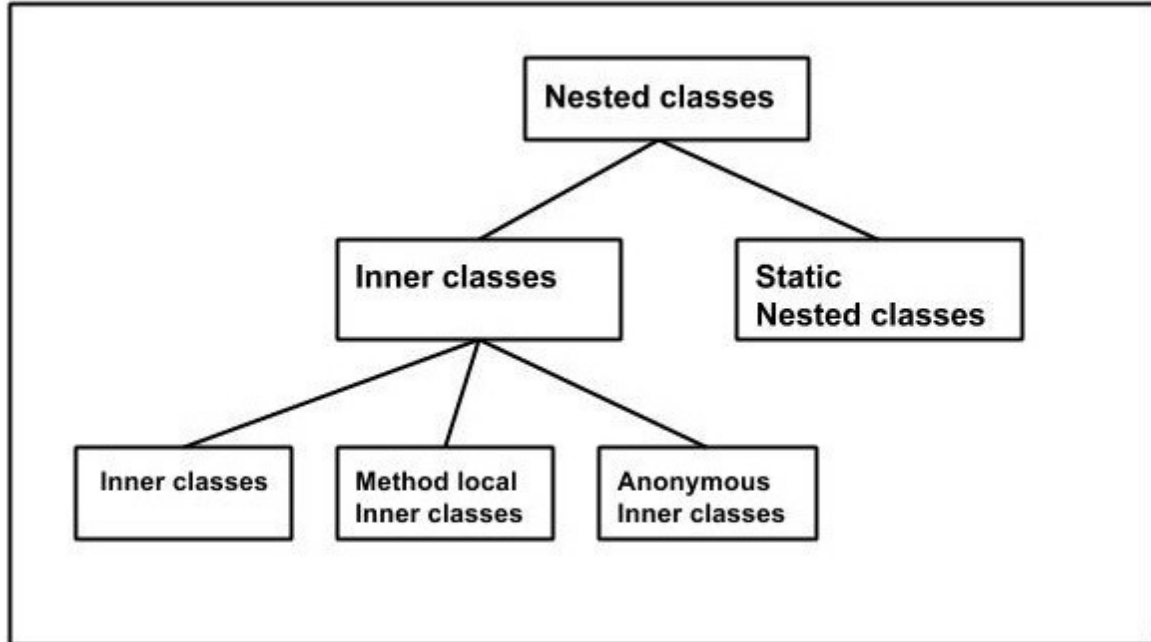 Nested classes
Inner classes
Static
Nested classes
Inner classes
Method local
Inner classes
Anonymous
Inner classes